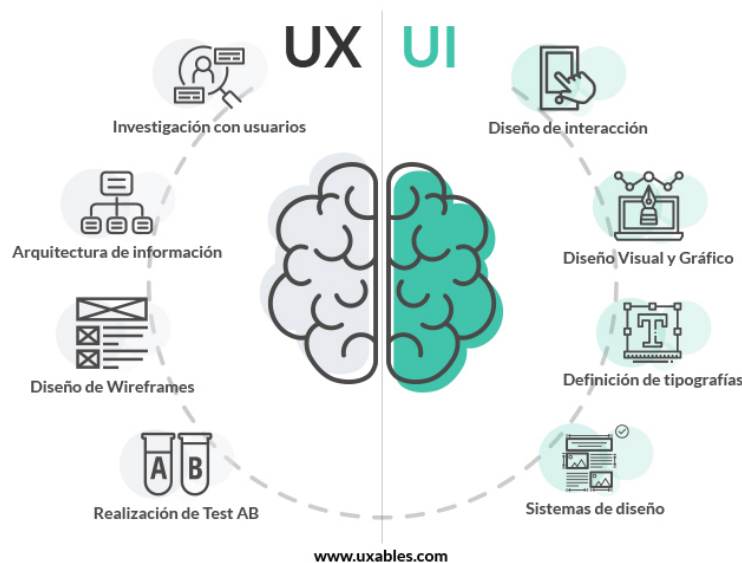 UX
UI
Investigación con usuarios
Diseño de interacción
Arquitectura de información
Diseño Visual y Gráfico
Diseño de Wireframes
T
Definición de tipografías
A B
Realización de Test AB
Sistemas de diseño
www.uxables.com